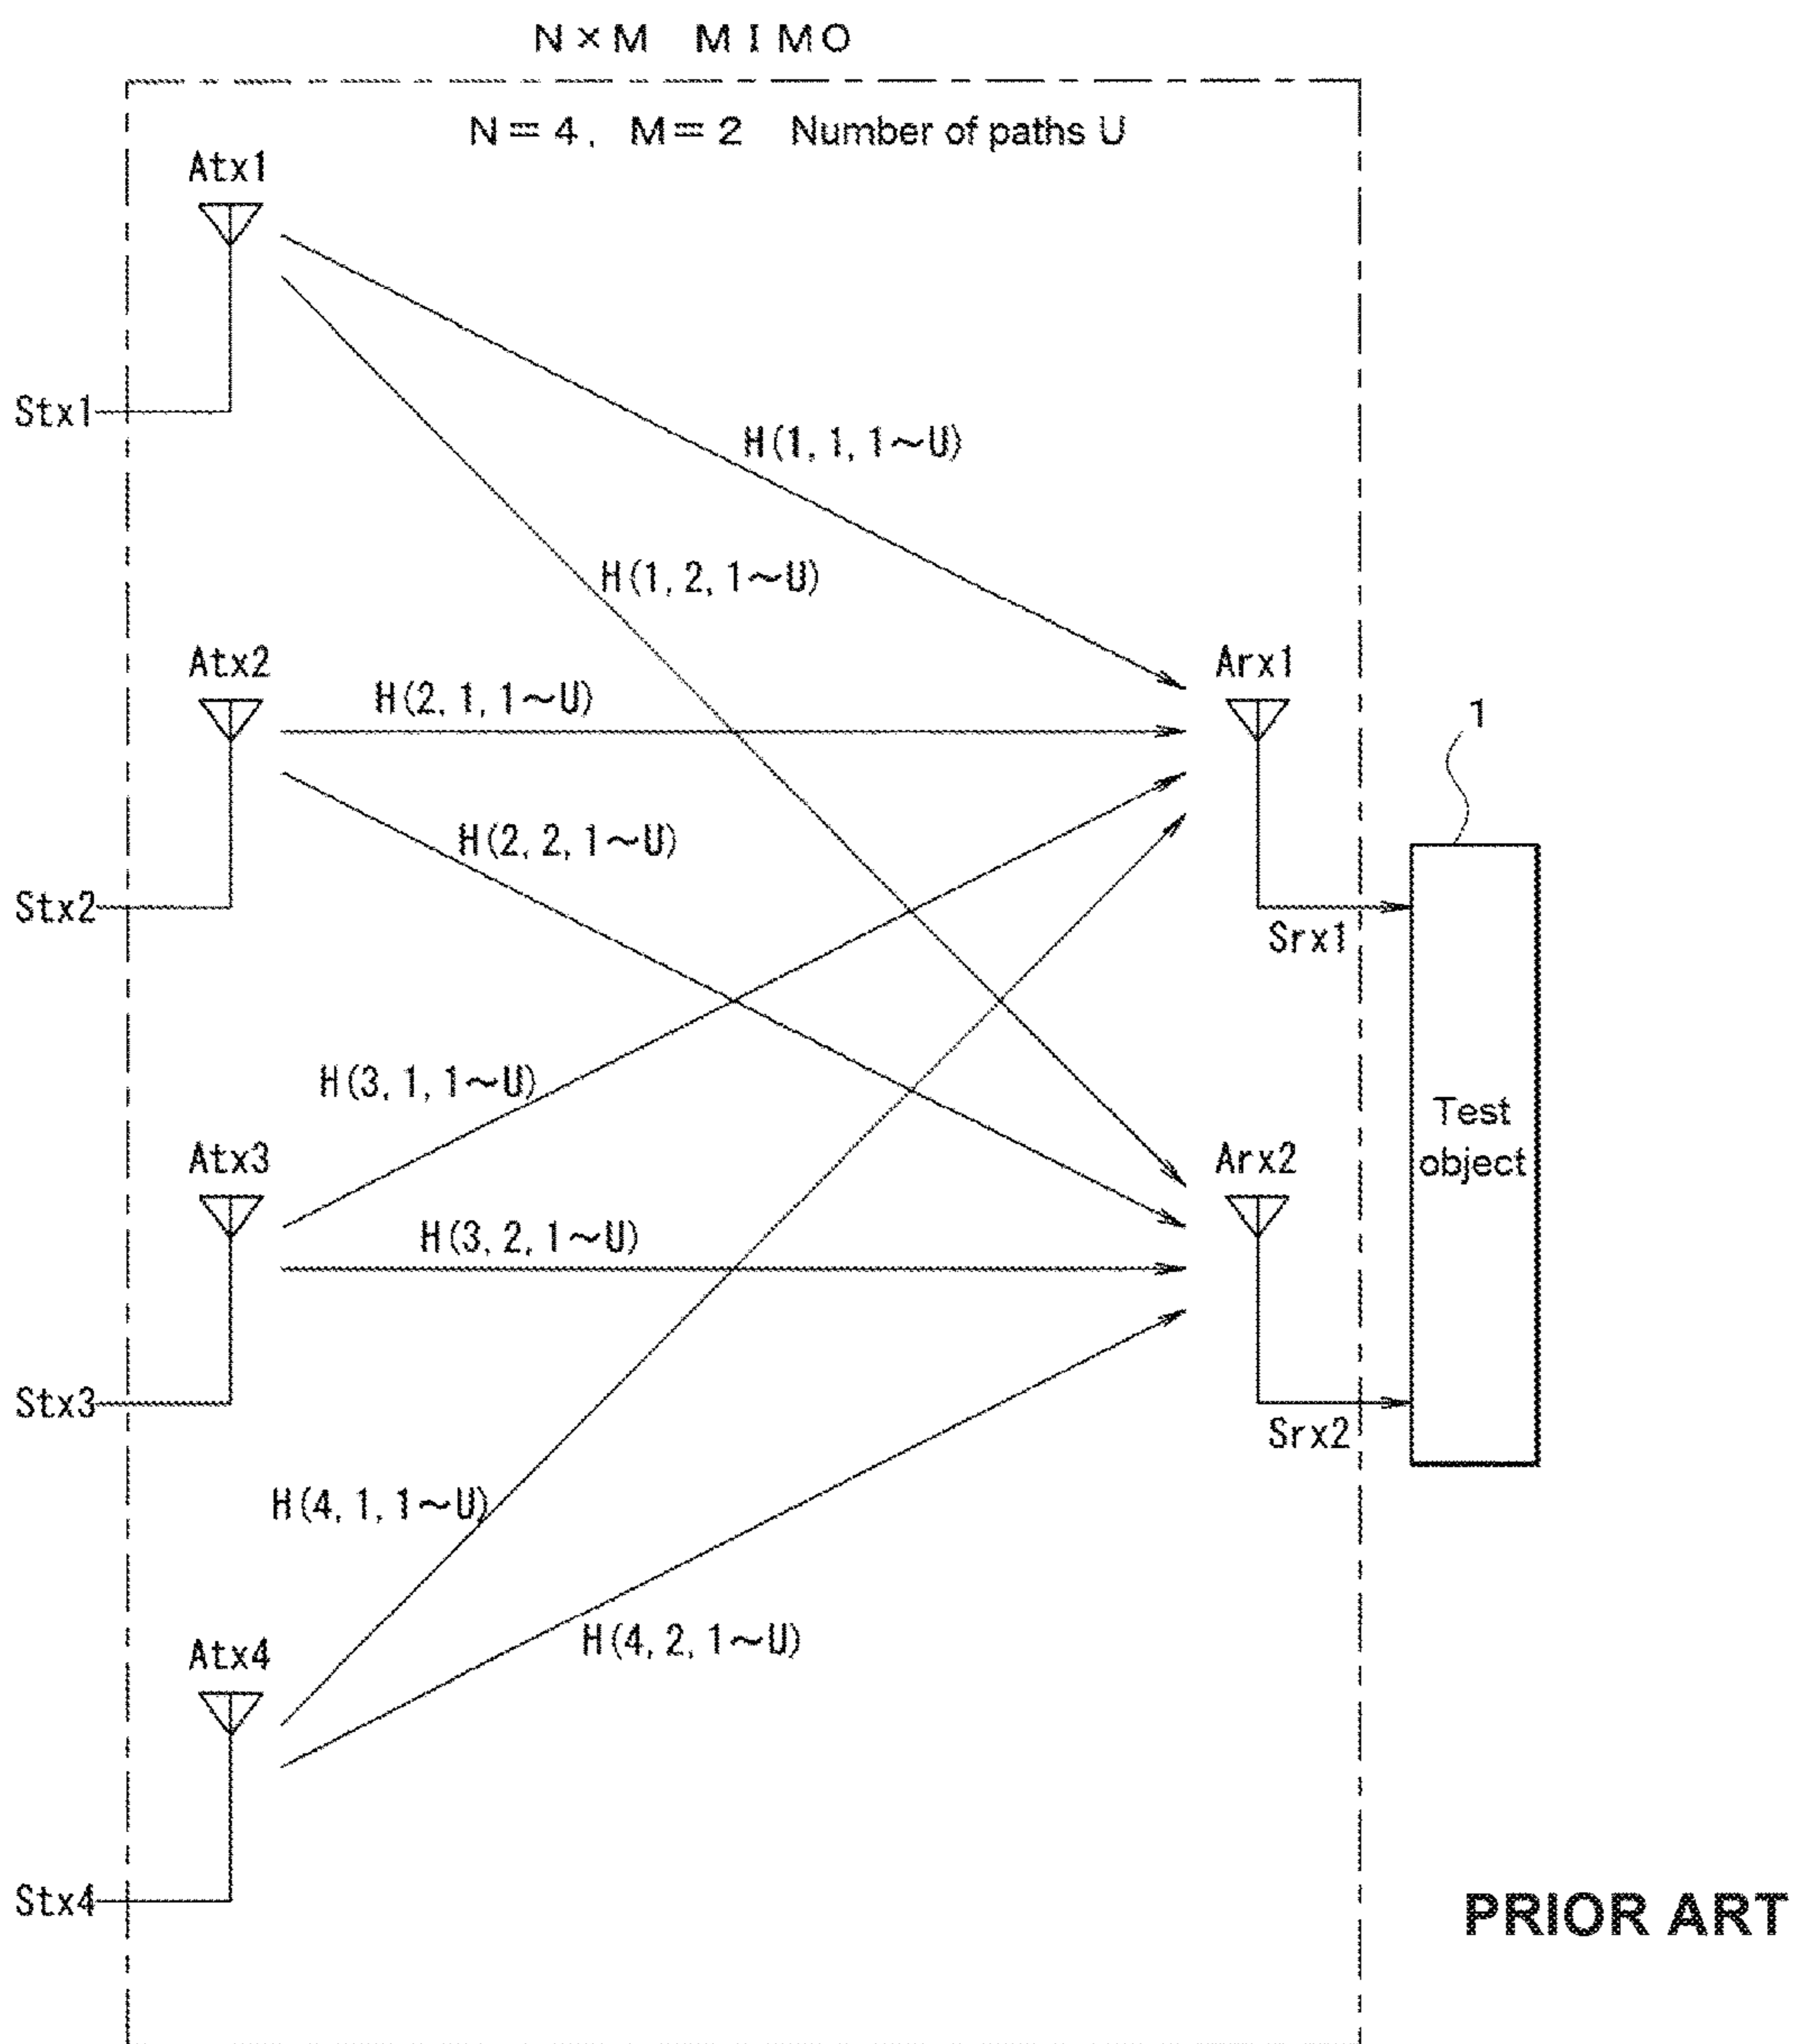 N×M MIMO
N=4, M=2 Number of paths U
Atx1
Stx1
H(1, 1, 1~U)
H(1, 2, 1~U)
Atx2
H(2, 1, 1~U)
Arx1
1
H(2, 2, 1~U)
Stx2
Srx1
H(3, 1, 1~U)
Test
object
Atx3
Arx2
H(3, 2, 1~U)
Stx3
Srx2
H(4, 1, 1~U)
Atx4
H(4, 2, 1~U)
Stx4
PRIOR ART